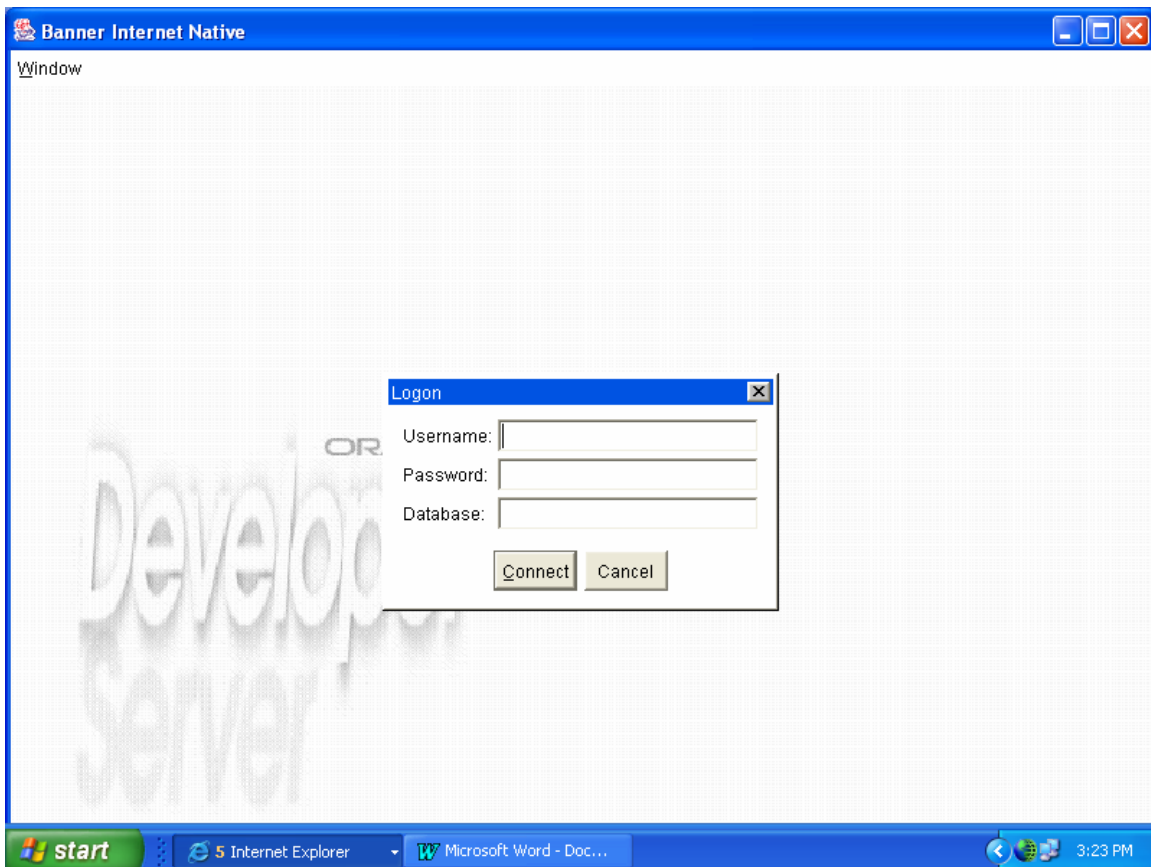 Banner Internet Native
Window
Logon
Username:
OR
Password:
Database:
Connect Cancel
Developer
Server
start 5 Internet Explorer Microsoft Word - Doc... 3:23 PM